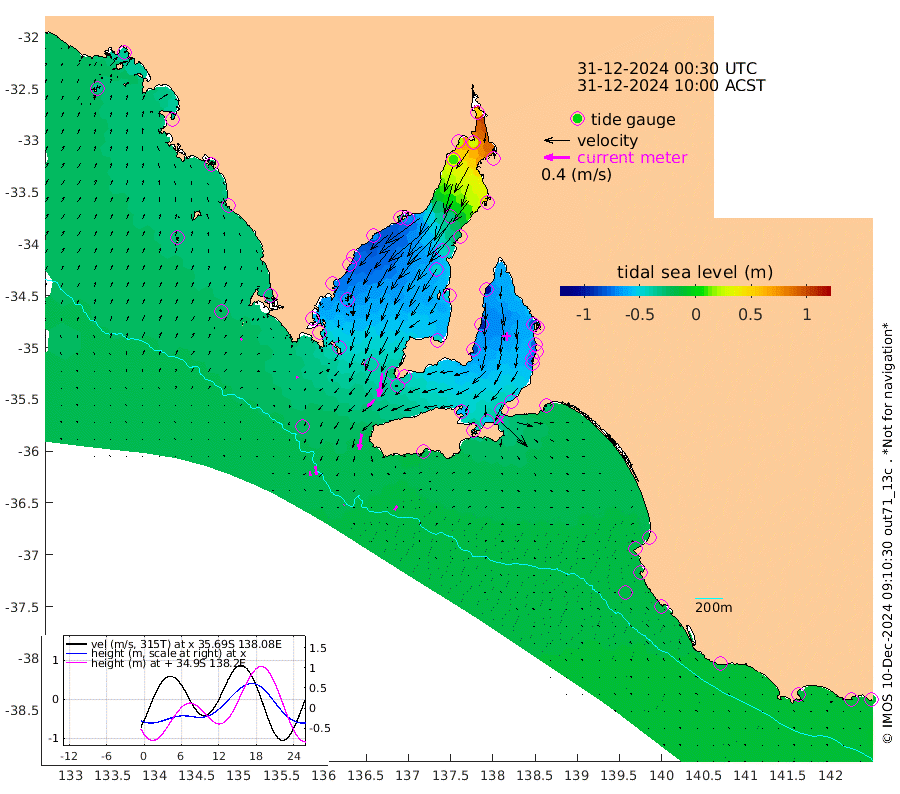 31-12-2024 00:30 UTC
31-12-2024 10:00 ACST
tide gauge
velocity
current meter
0.4 (m/s)
tidal sea level (m)
-1 -0.5 0 0.5 1
-32
-32.5
-33
-33.5
-34
-34.5
-35
-35.5
-36
-36.5
-37
-37.5
-38
-38.5
200m
vel (m/s, 315T) at x 35.69S 138.08E
height (m, scale at right) at x
height (m) at + 34.9S 138.2E
1
0
-1
1.5
1
0.5
0
-0.5
-12 -6 0 6 12 18 24
133 133.5 134 134.5 135 135.5 136 136.5 137 137.5 138 138.5 139 139.5 140 140.5 141 141.5 142
© IMOS 10-Dec-2024 09:10:30 out71_13c . *Not for navigation*